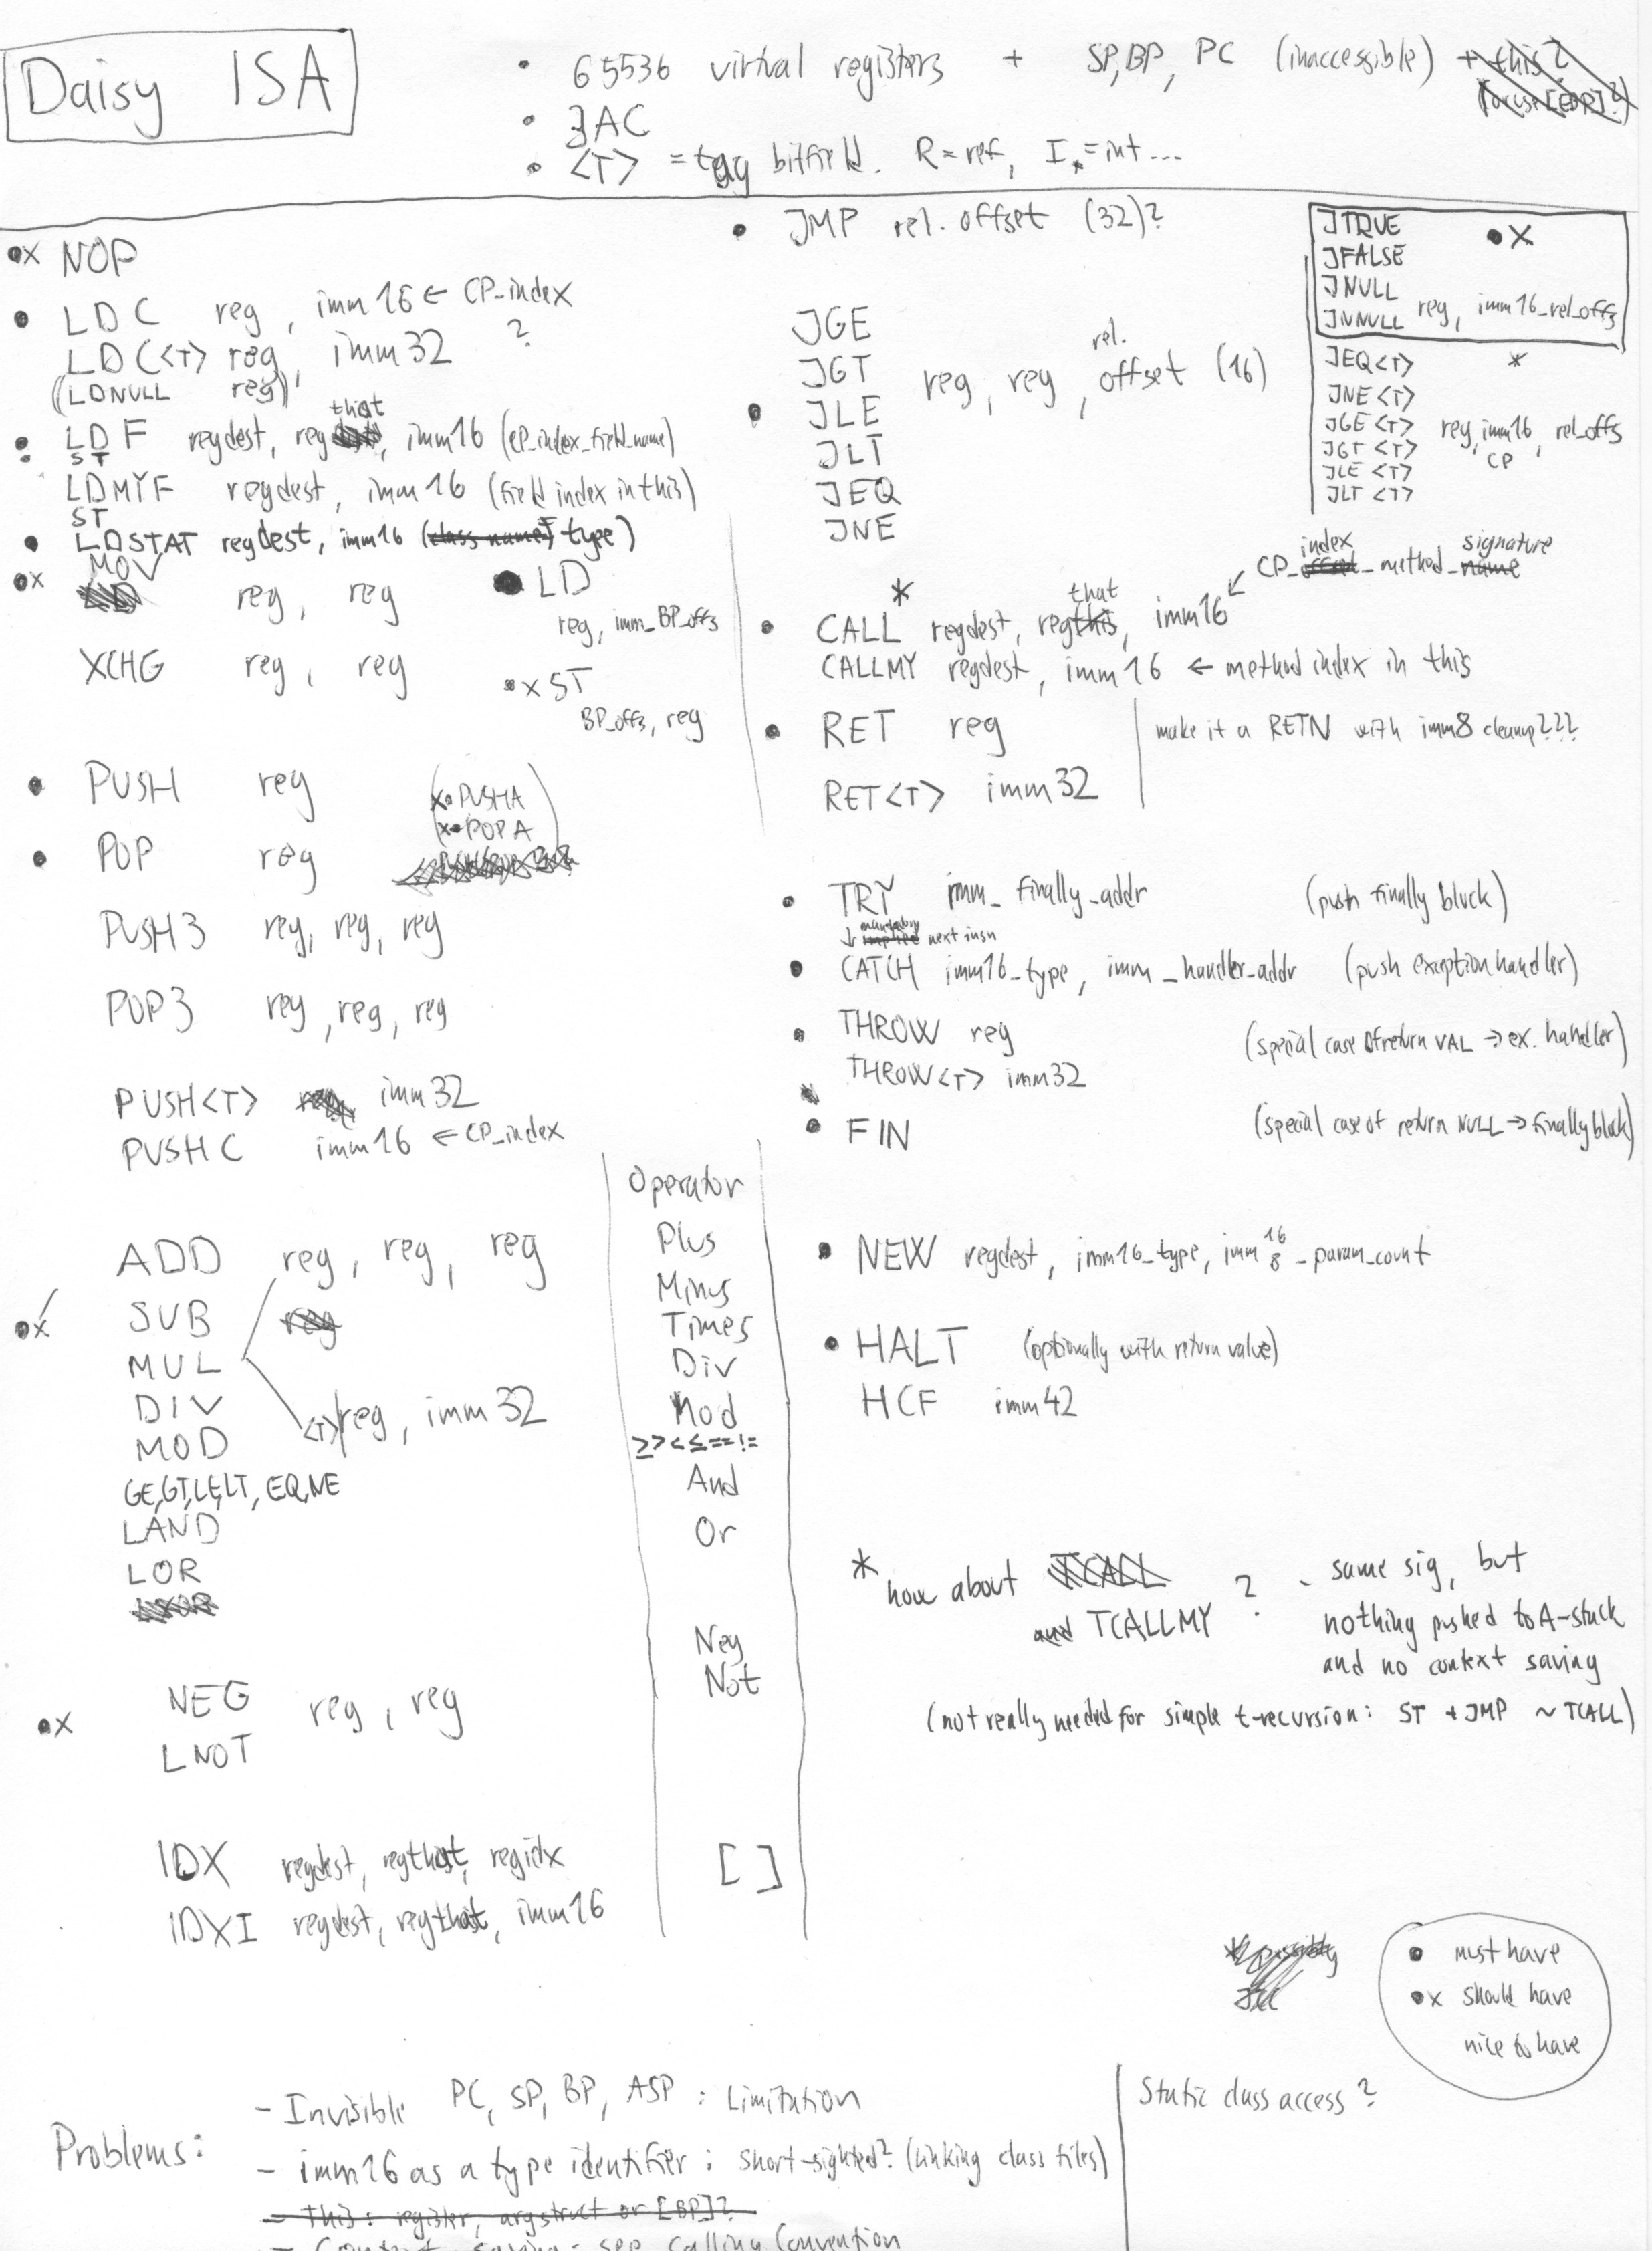 Daisy ISA
• 65536 virtual registers + SP, BP, PC (inaccessible) + this?
• 3AC
• <T> = tag bitfield. R=ref, I*=int...
•x NOP
• LDC reg, imm16 ← CP_index
LDC<T> reg, imm32 ?
(LDNULL reg)
• LDF regdest, regthat, imm16 (CP_index_field_name)
• ST
LDMYF regdest, imm16 (field index in this)
ST
• LDSTAT regdest, imm16 (class name type)
•x MOV reg, reg
• LD
reg, imm_BP_offs
XCHG reg, reg
•x ST
BP_offs, reg
• PUSH reg
(x• PUSHA
x• POPA)
• POP reg
PUSH3 reg, reg, reg
POP3 reg, reg, reg
PUSH<T> imm32
PUSHC imm16 ← CP_index
ADD reg, reg, reg
•x SUB reg
MUL
DIV <T>reg, imm32
MOD
GE,GT,LE,LT, EQ,NE
LAND
LOR
•x NEG reg, reg
LNOT
IDX regdest, regthat, regidx
IDXI regdest, regthat, imm16
Operator
Plus
Minus
Times
Div
Mod
≥ > < ≤ == !=
And
Or
Neg
Not
[ ]
• JMP rel. offset (32)?
JGE
JGT reg, reg, rel. offset (16)
• JLE
JLT
JEQ
JNE
JTRUE •x
JFALSE
JNULL
JNNULL reg, imm16_rel_offs
JEQ<T> *
JNE<T>
JGE<T> reg, imm16, rel_offs
JGT<T> CP
JLE<T>
JLT<T>
index signature
CP_offset_method_name
*
• CALL regdest, regthis that, imm16
CALLMY regdest, imm16 ← method index in this
• RET reg
make it a RETN with imm8 cleanup???
RET<T> imm32
• TRY imm_finally_addr (push finally block)
↓ mandatory implied next insn
• CATCH imm16_type, imm_handler_addr (push exception handler)
• THROW reg (special case of return VAL → ex. handler)
THROW<T> imm32
• FIN (special case of return NULL → finally block)
• NEW regdest, imm16_type, imm 16 8 _param_count
• HALT (optionally with return value)
HCF imm42
* how about TCALL
and TCALLMY ?
- same sig, but
nothing pushed to A-stack
and no context saving
(not really needed for simple t-recursion: ST + JMP ~ TCALL)
• must have
•x should have
nice to have
Problems:
- Invisible PC, SP, BP, ASP : Limitation
- imm16 as a type identifier : short-sighted? (linking class files)
- This: register, argstruct or [BP]?
- Context saving: see Calling Convention
Static class access?